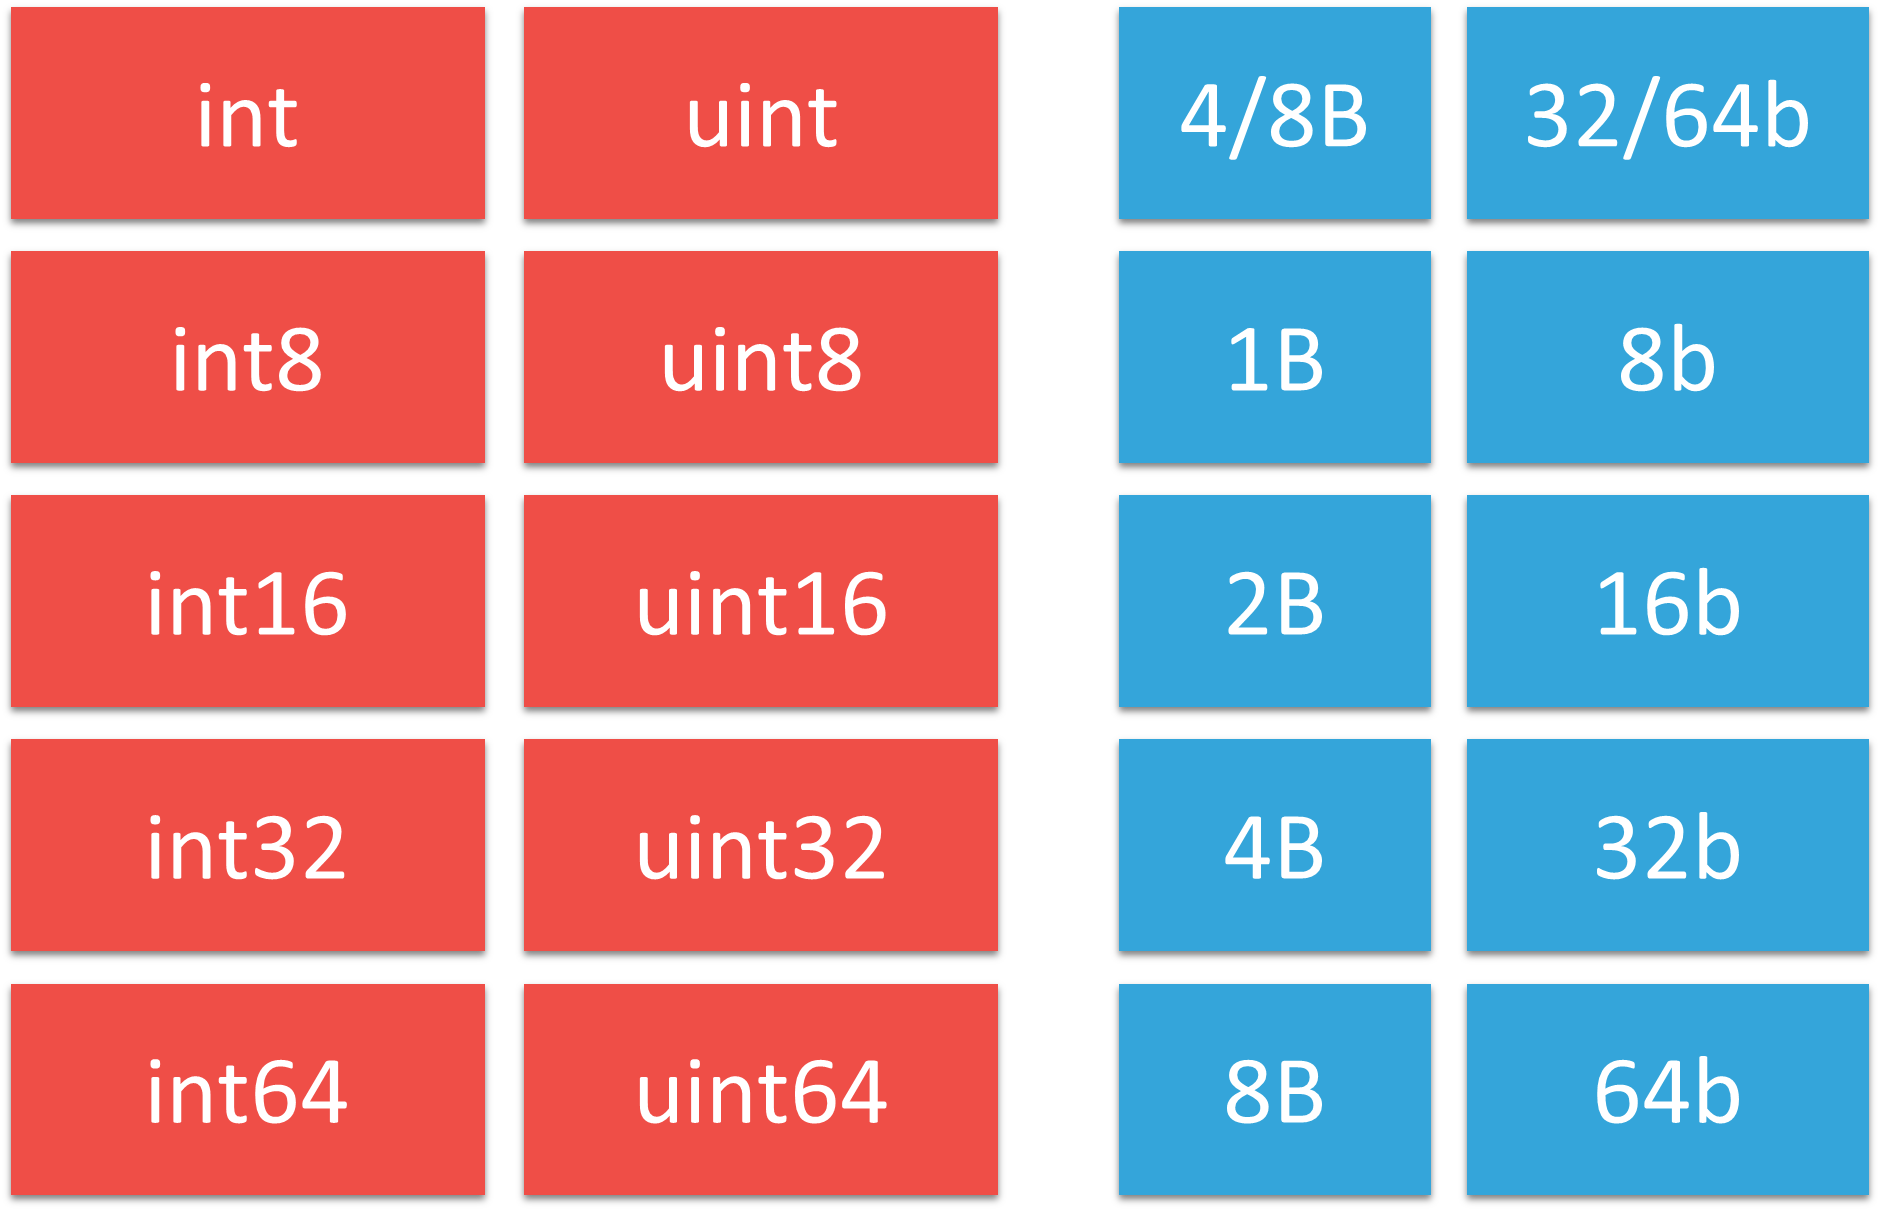 int uint 4/8B 32/64b
int8 uint8 1B 8b
int16 uint16 2B 16b
int32 uint32 4B 32b
int64 uint64 8B 64b